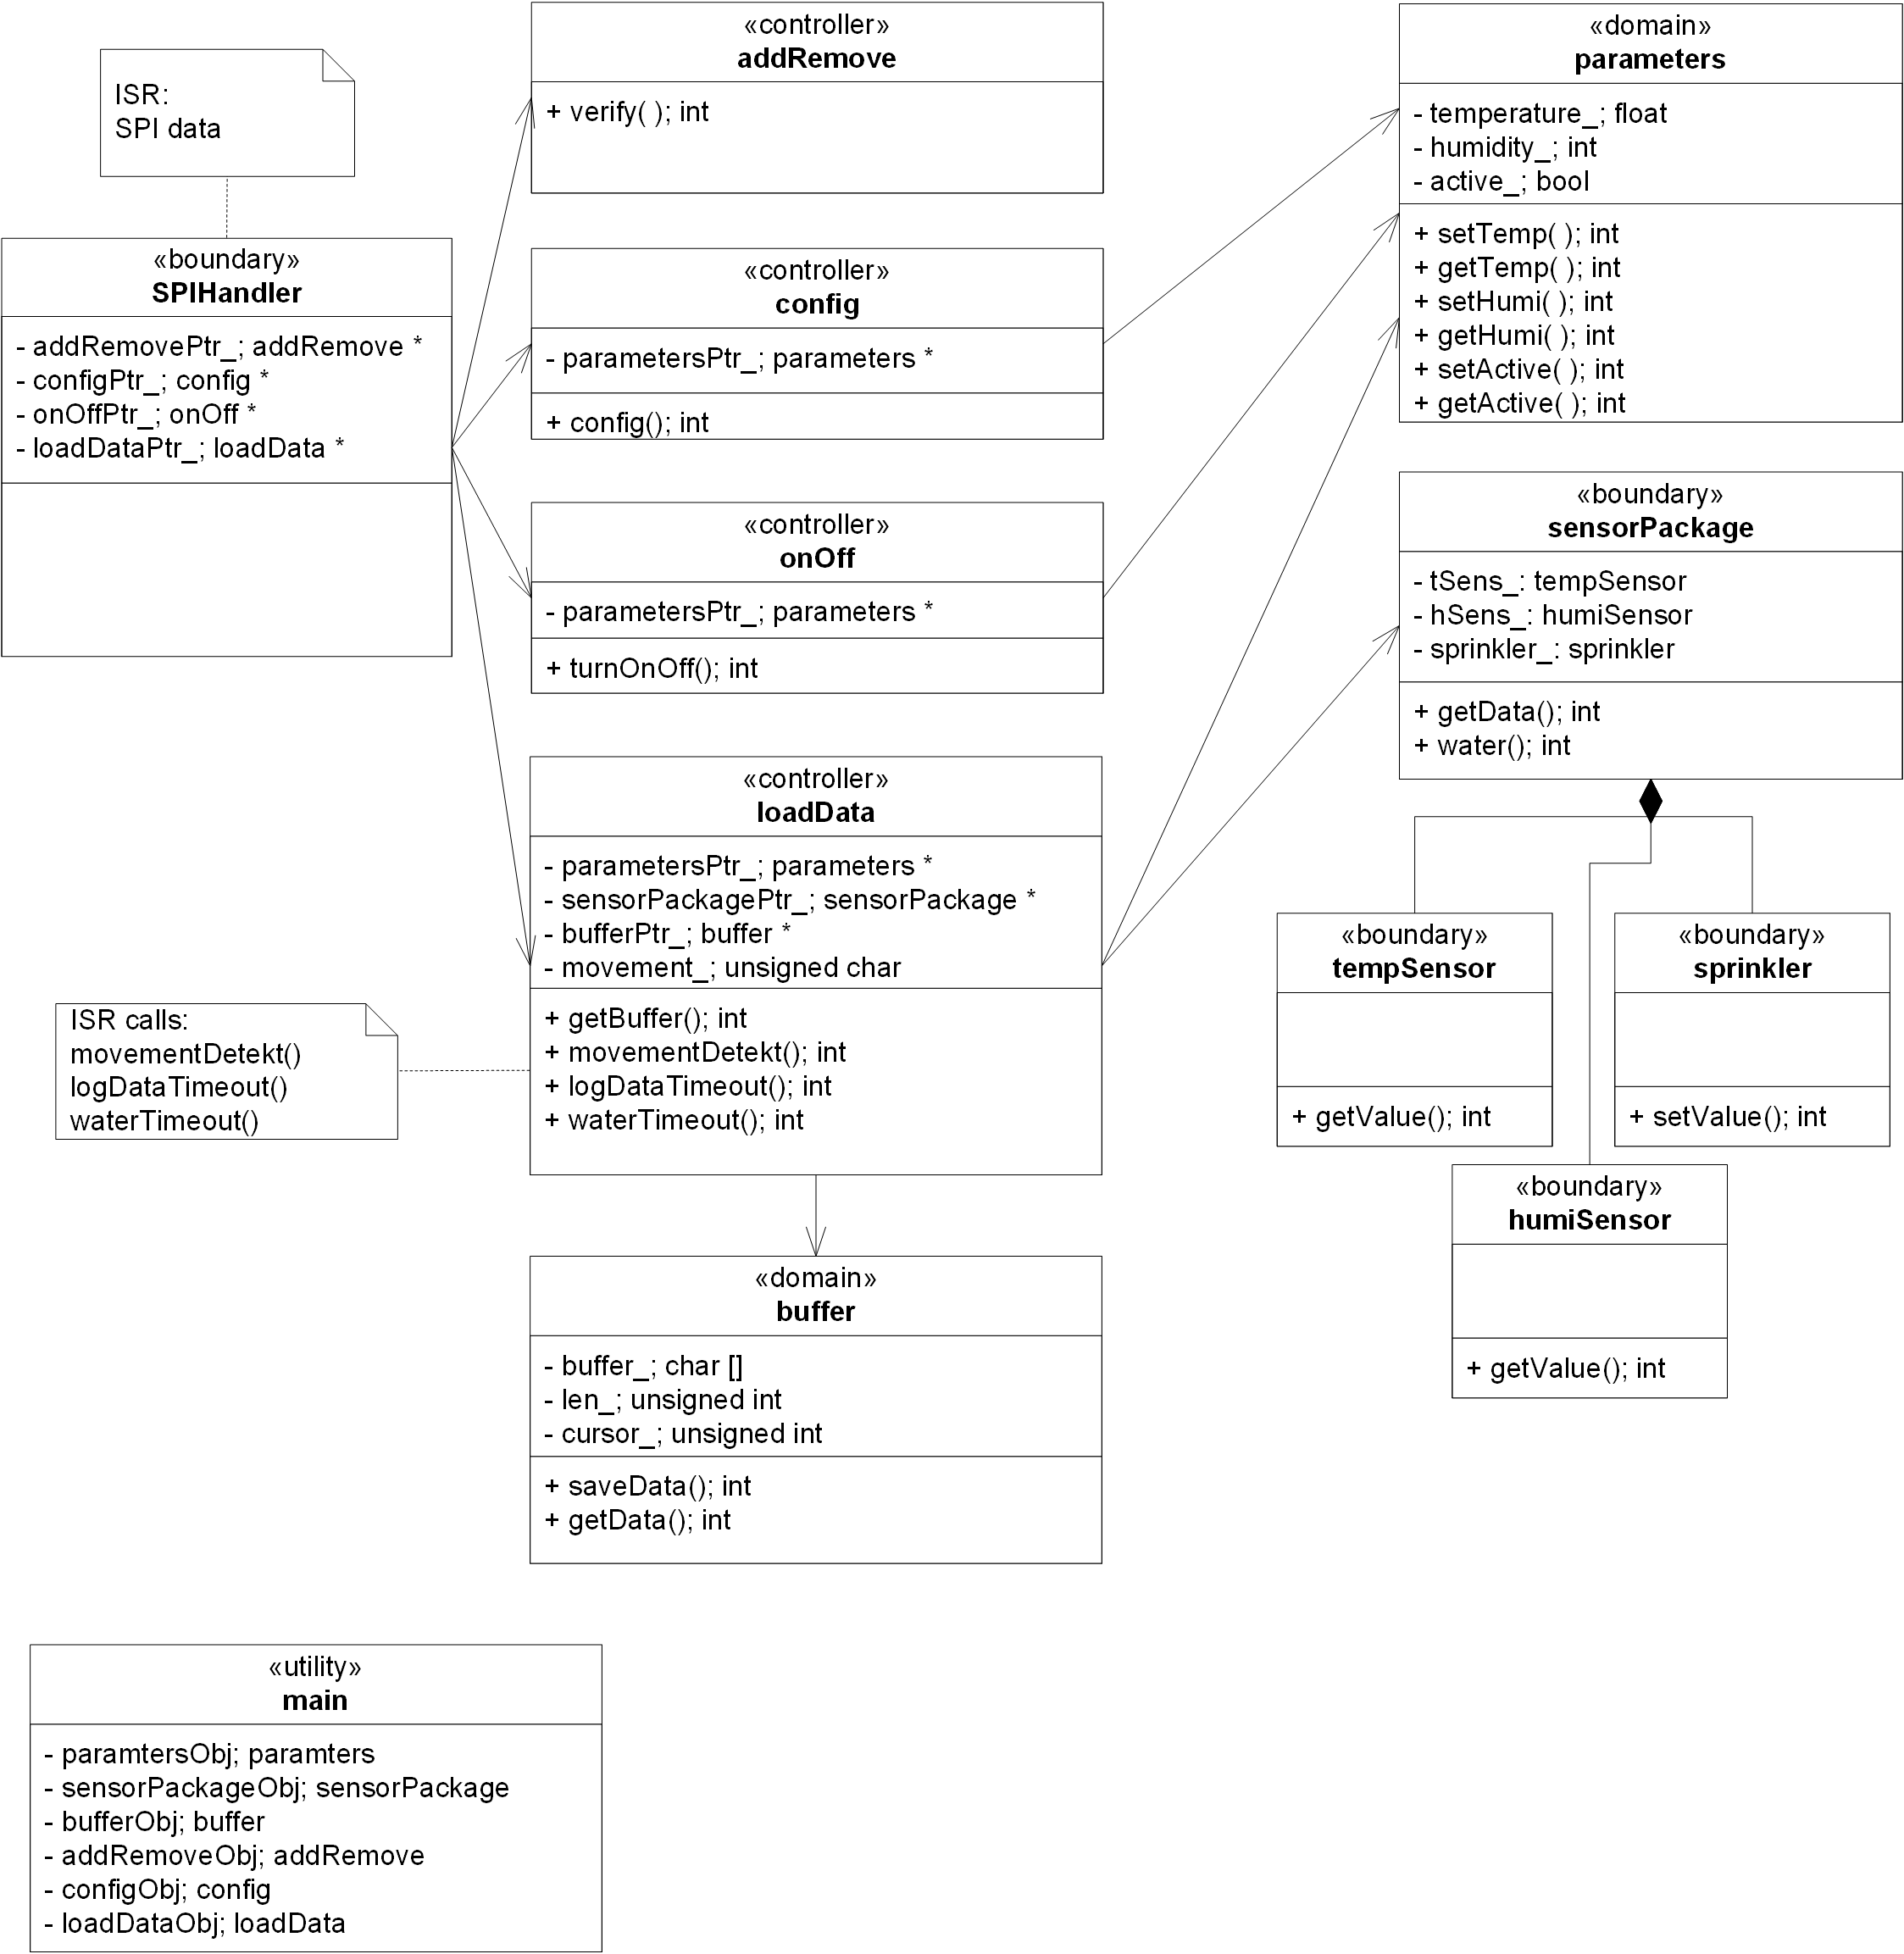 ISR:
SPI data
«boundary»
SPIHandler
- addRemovePtr_; addRemove *
- configPtr_; config *
- onOffPtr_; onOff *
- loadDataPtr_; loadData *
«controller»
addRemove
+ verify( ); int
«controller»
config
- parametersPtr_; parameters *
+ config(); int
«controller»
onOff
- parametersPtr_; parameters *
+ turnOnOff(); int
«controller»
loadData
- parametersPtr_; parameters *
- sensorPackagePtr_; sensorPackage *
- bufferPtr_; buffer *
- movement_; unsigned char
+ getBuffer(); int
+ movementDetekt(); int
+ logDataTimeout(); int
+ waterTimeout(); int
ISR calls:
movementDetekt()
logDataTimeout()
waterTimeout()
«domain»
buffer
- buffer_; char []
- len_; unsigned int
- cursor_; unsigned int
+ saveData(); int
+ getData(); int
«domain»
parameters
- temperature_; float
- humidity_; int
- active_; bool
+ setTemp( ); int
+ getTemp( ); int
+ setHumi( ); int
+ getHumi( ); int
+ setActive( ); int
+ getActive( ); int
«boundary»
sensorPackage
- tSens_: tempSensor
- hSens_: humiSensor
- sprinkler_: sprinkler
+ getData(); int
+ water(); int
«boundary»
tempSensor
+ getValue(); int
«boundary»
sprinkler
+ setValue(); int
«boundary»
humiSensor
+ getValue(); int
«utility»
main
- paramtersObj; paramters
- sensorPackageObj; sensorPackage
- bufferObj; buffer
- addRemoveObj; addRemove
- configObj; config
- loadDataObj; loadData